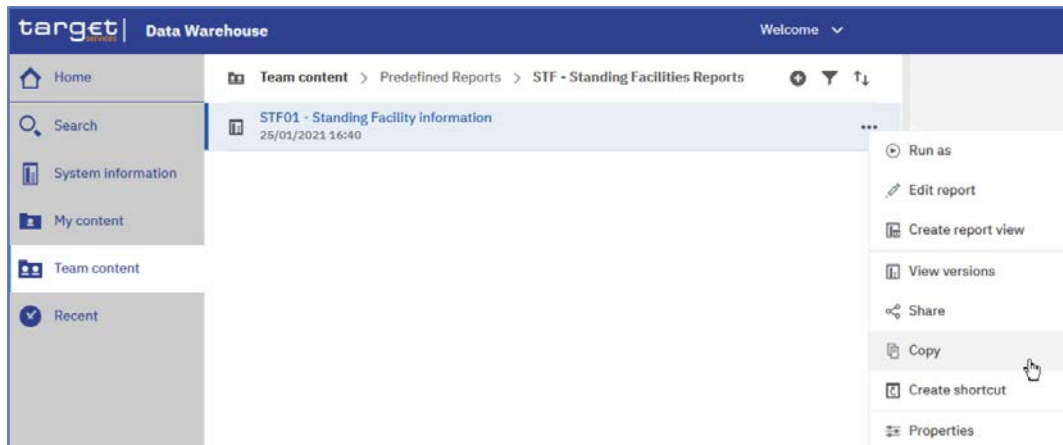 target| Data Warehouse
services
Welcome
Home
Search
System information
My content
Team content
Recent
Team content > Predefined Reports > STF - Standing Facilities Reports
STF01 - Standing Facility information
25/01/2021 16:40
Run as
Edit report
Create report view
View versions
Share
Copy
Create shortcut
Properties